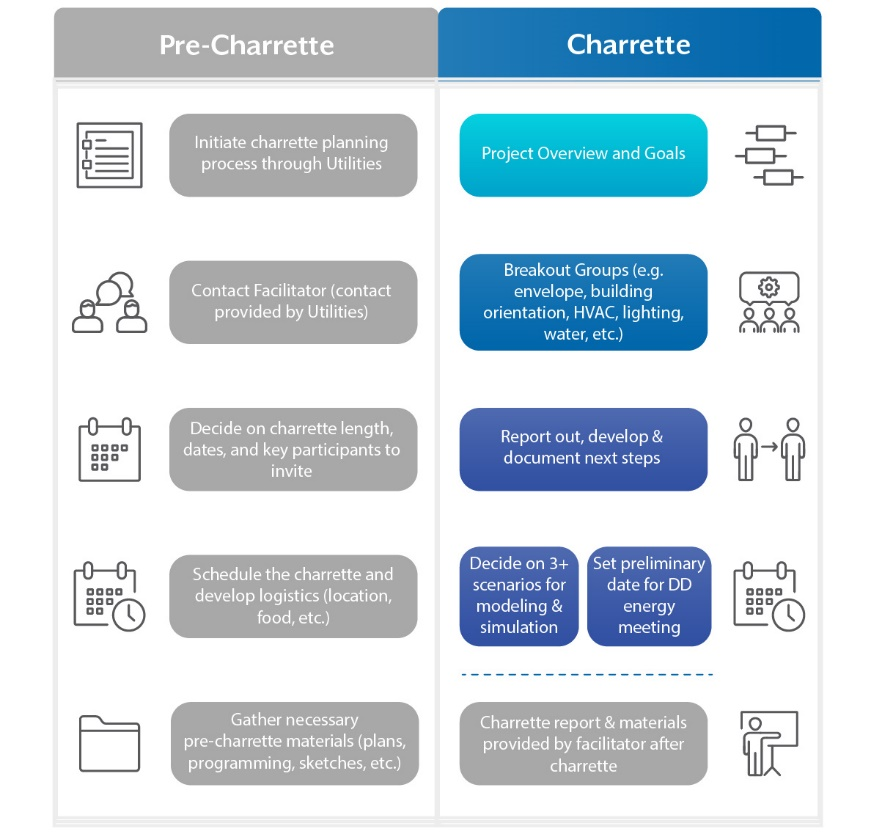 Pre-Charrette
Initiate charrette planning
process through Utilities
Contact Facilitator (contact
provided by Utilities)
Decide on charrette length,
dates, and key participants to
invite
Schedule the charrette and
develop logistics (location,
food, etc.)
Gather necessary
pre-charrette materials (plans,
programming, sketches, etc.)
Charrette
Project Overview and Goals
Breakout Groups (e.g.
envelope, building
orientation, HVAC, lighting,
water, etc.)
Report out, develop &
document next steps
Decide on 3+
scenarios for
modeling &
simulation
Set preliminary
date for DD
energy
meeting
Charrette report & materials
provided by facilitator after
charrette